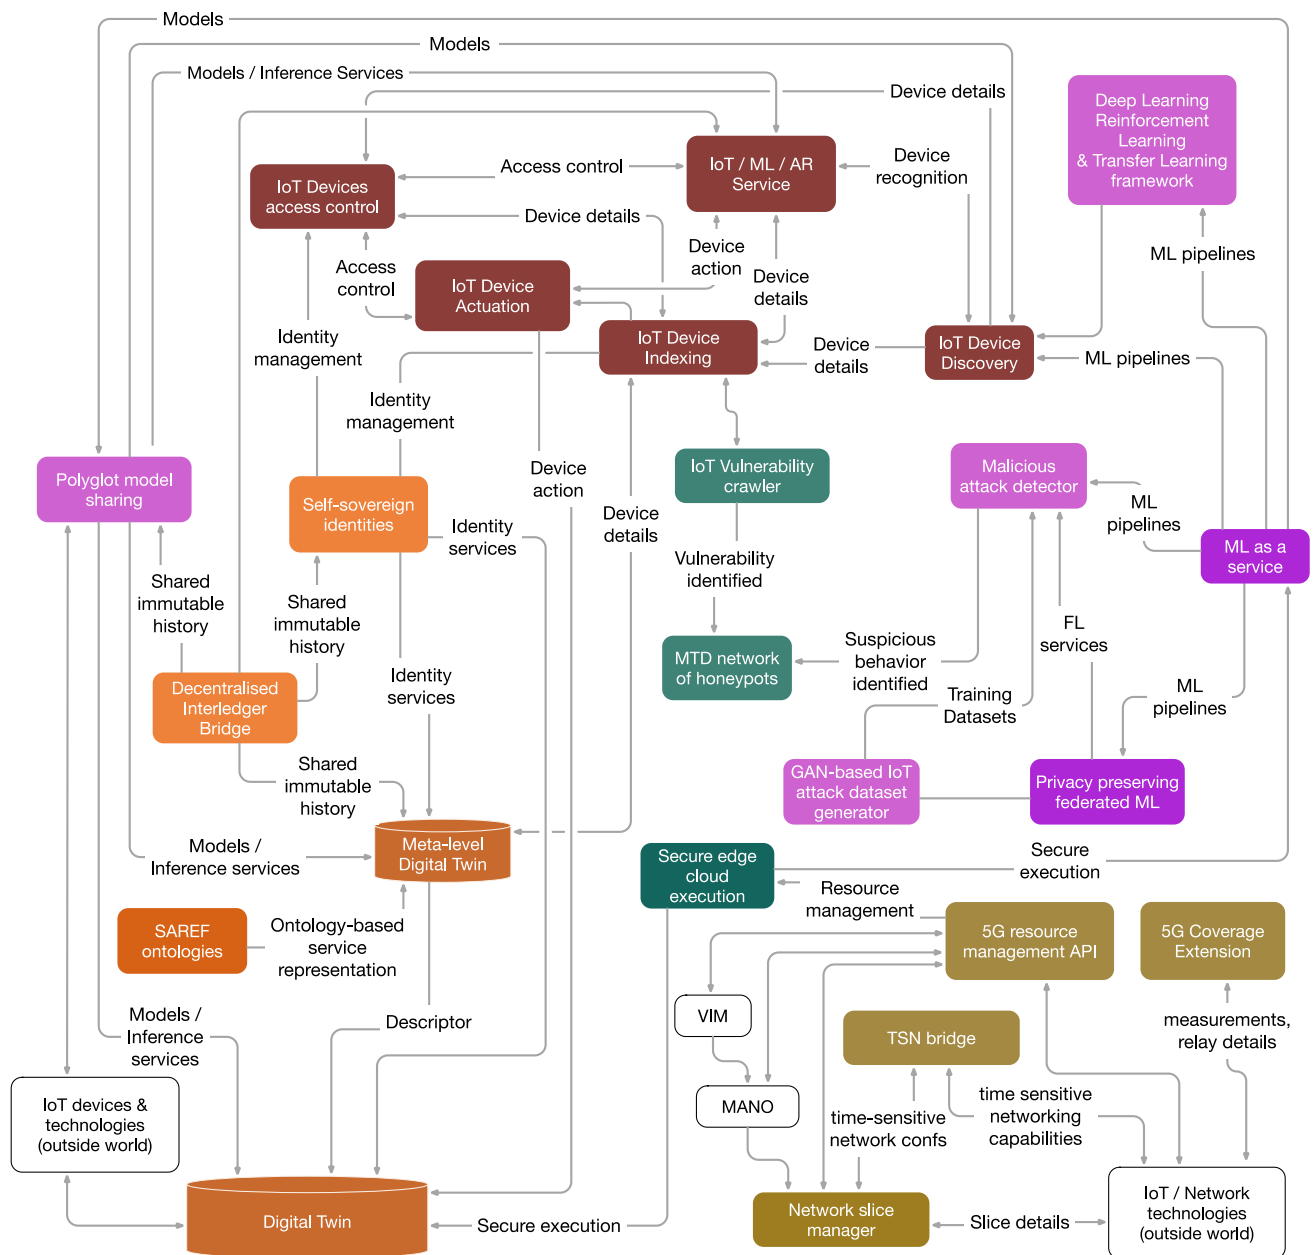 Models
Models
Models / Inference Services
Device details
Deep Learning
Reinforcement
Learning
& Transfer Learning
framework
IoT Devices
access control
Access control
IoT / ML / AR
Service
Device
recognition
Device details
Device
action
ML pipelines
Access
control
IoT Device
Actuation
Device
details
Identity
management
IoT Device
Indexing
Device
details
IoT Device
Discovery
ML pipelines
Identity
management
Polyglot model
sharing
Self-sovereign
identities
Device
action
IoT Vulnerability
crawler
Malicious
attack detector
ML
pipelines
Identity
services
Device
details
ML as a
service
Vulnerability
identified
Shared
immutable
history
Shared
immutable
history
FL
services
MTD network
of honeypots
Suspicious
behavior
identified
Decentralised
Interledger
Bridge
Identity
services
Training
Datasets
ML
pipelines
Shared
immutable
history
GAN-based IoT
attack dataset
generator
Privacy preserving
federated ML
Models /
Inference services
Meta-level
Digital Twin
Secure edge
cloud
execution
Secure
execution
Resource
management
SAREF
ontologies
Ontology-based
service
representation
5G resource
management API
5G Coverage
Extension
Models /
Inference
services
Descriptor
VIM
TSN bridge
measurements,
relay details
IoT devices &
technologies
(outside world)
MANO
time-sensitive
network confs
time sensitive
networking
capabilities
Digital Twin
Secure execution
Network slice
manager
Slice details
IoT / Network
technologies
(outside world)